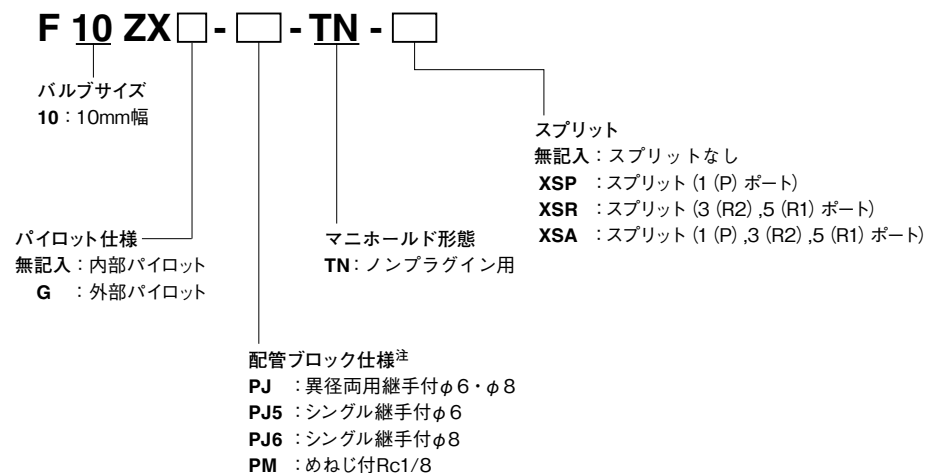 F 10 ZX□-□-TN-□
バルブサイズ
10：10mm幅
スプリット
無記入：スプリットなし
XSP ：スプリット（1（P）ポート）
XSR ：スプリット（3（R2）,5（R1）ポート）
XSA ：スプリット（1（P）,3（R2）,5（R1）ポート）
パイロット仕様
無記入：内部パイロット
G ：外部パイロット
マニホールド形態
TN：ノンプラグイン用
配管ブロック仕様注
PJ ：異径両用継手付φ6・φ8
PJ5 ：シングル継手付φ6
PJ6 ：シングル継手付φ8
PM ：めねじ付Rc1/8